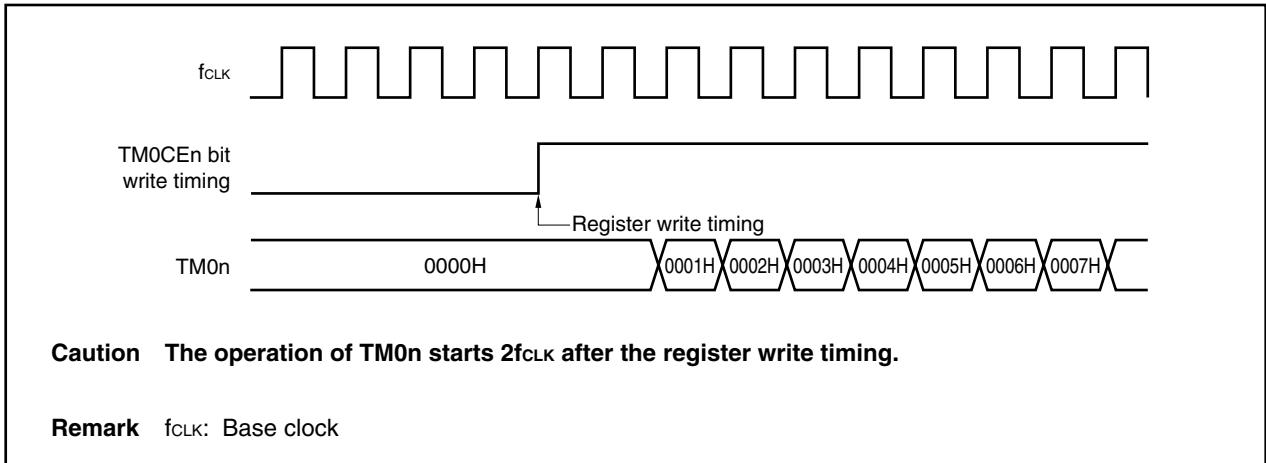 fCLK
TM0CEn bit
write timing
Register write timing
TM0n
0000H 0001H 0002H 0003H 0004H 0005H 0006H 0007H
Caution The operation of TM0n starts 2fCLK after the register write timing.
Remark fCLK: Base clock